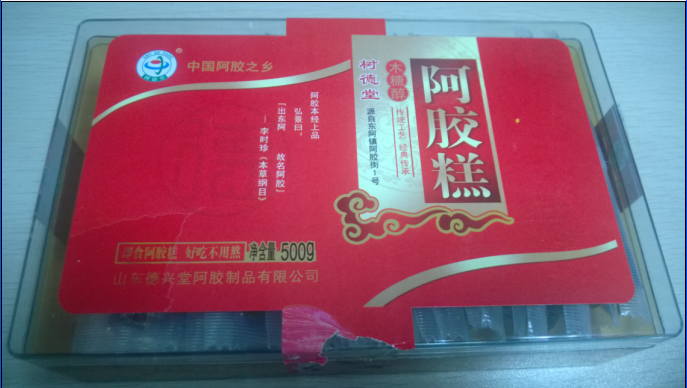 中国阿胶之乡
树德堂
木糖醇
阿胶糕
传统工艺 经典传承
源自东阿镇阿胶街1号
阿胶本经上品
弘景曰,
「出东阿 故名阿胶」
—李时珍《本草纲目》
即食阿胶糕 好吃不用熬
净含量 500g
山东德兴堂阿胶制品有限公司